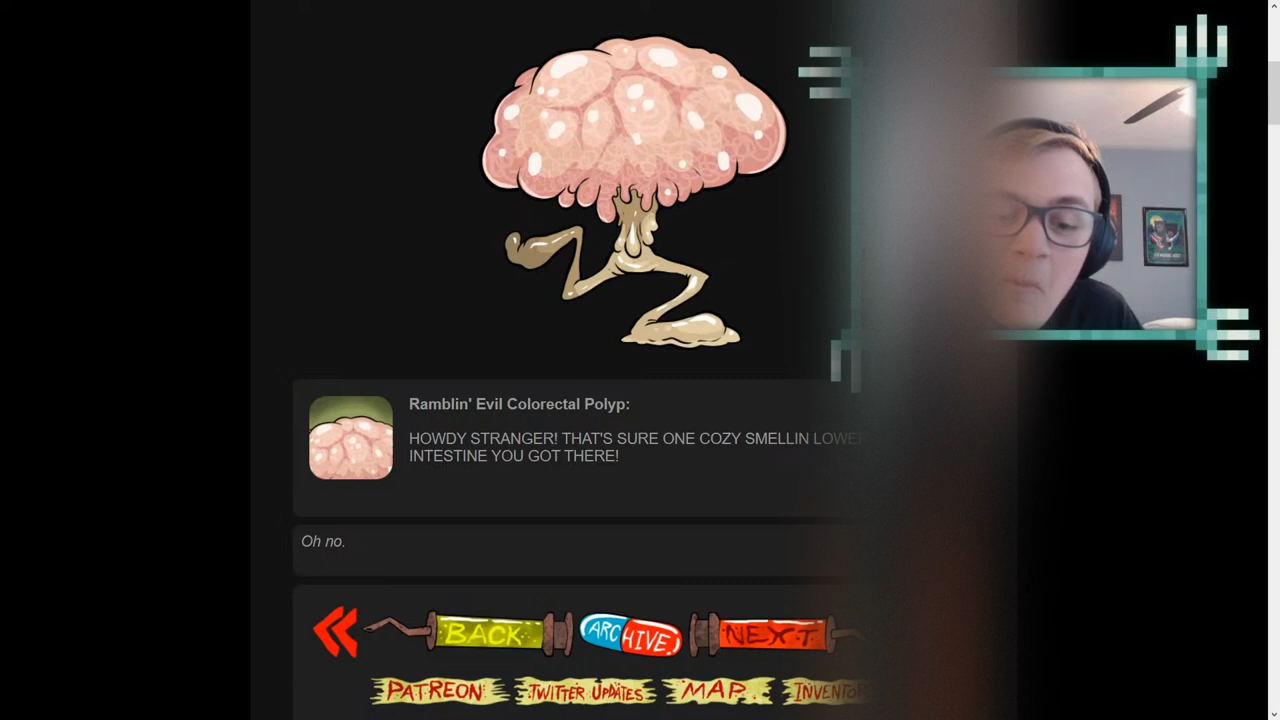 Ramblin' Evil Colorectal Polyp:
HOWDY STRANGER! THAT'S SURE ONE COZY SMELLIN LOWER
INTESTINE YOU GOT THERE!
Oh no.
BACK ARCHIVE! NEXT
PATREON TWITTER UPDATES MAP